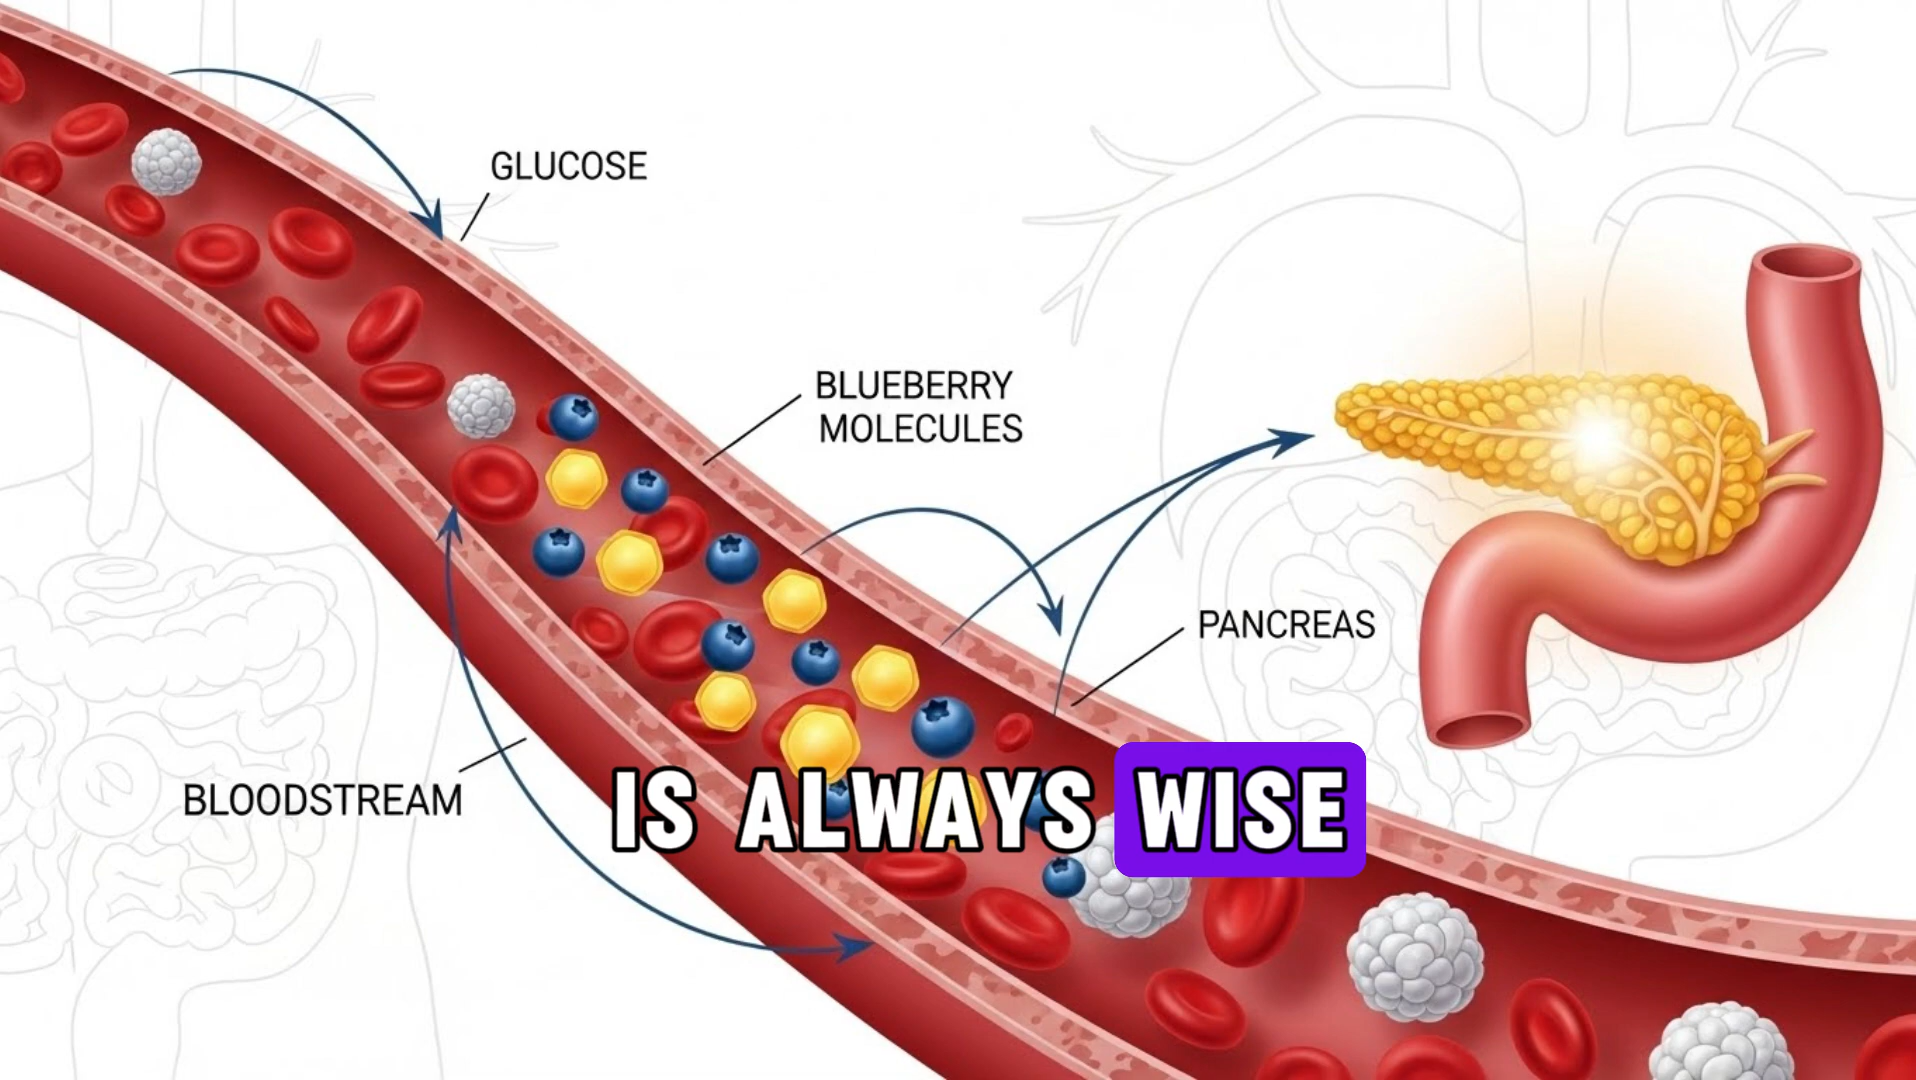 GLUCOSE
BLUEBERRY
MOLECULES
PANCREAS
BLOODSTREAM
IS ALWAYS WISE